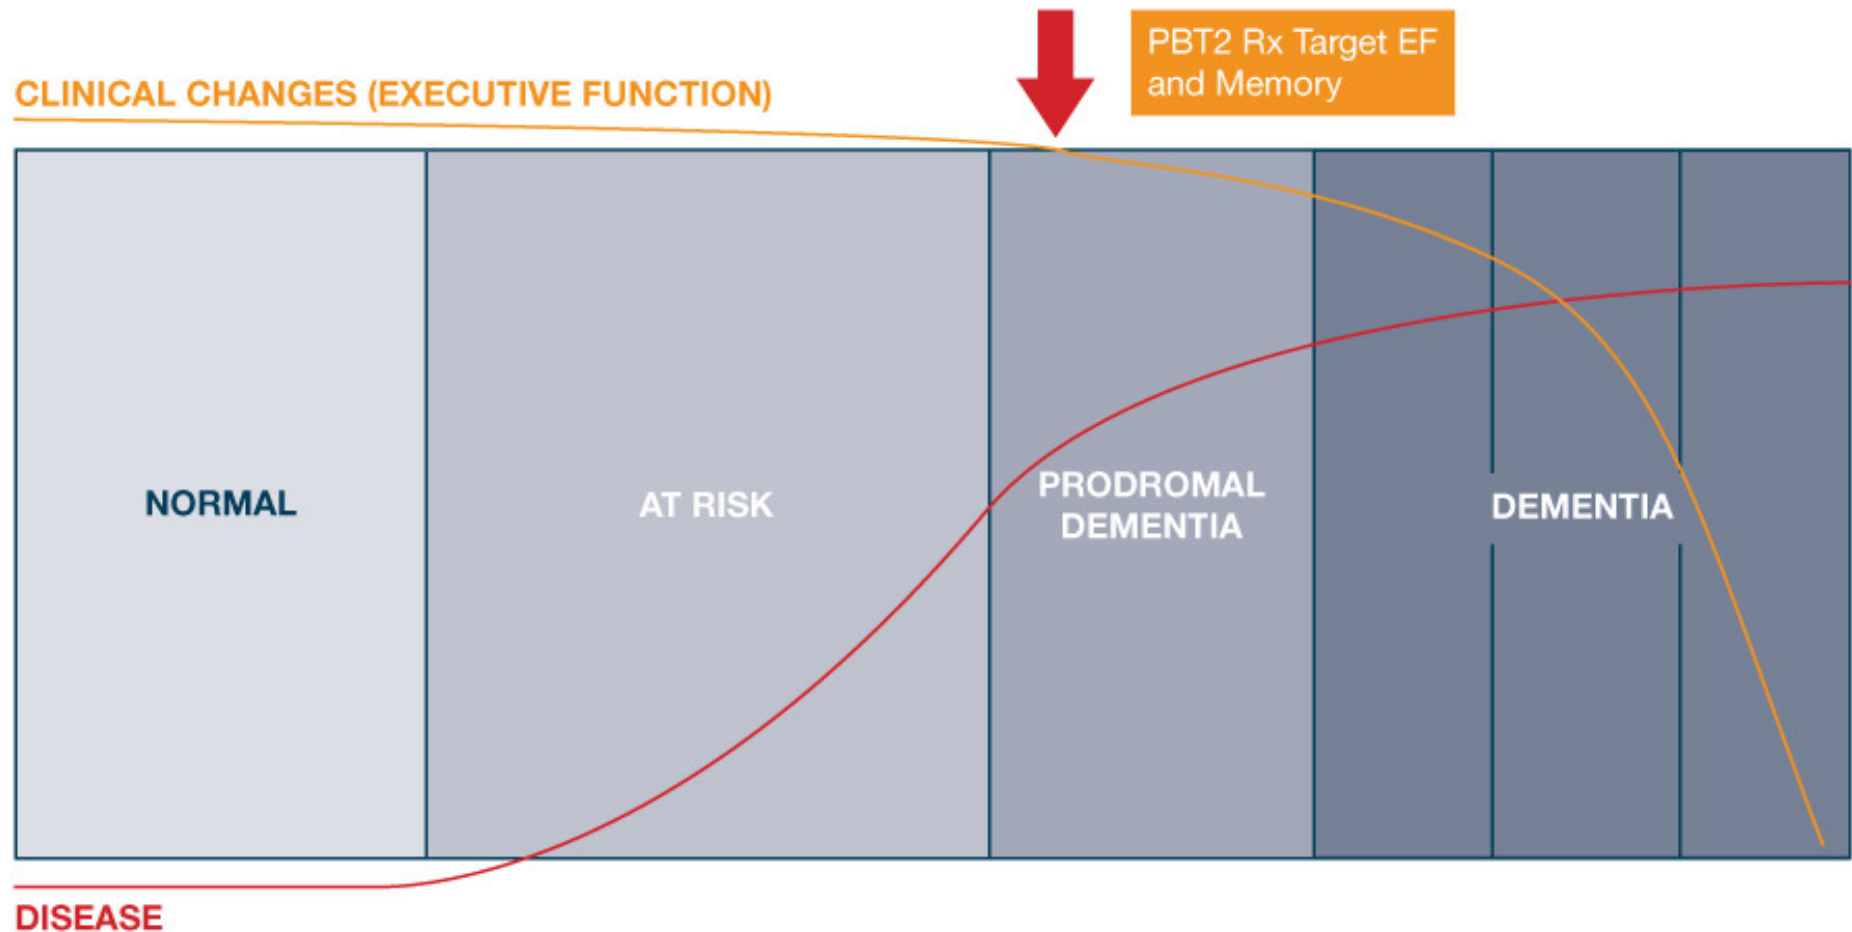 PBT2 Rx Target EF
and Memory
CLINICAL CHANGES (EXECUTIVE FUNCTION)
NORMAL
AT RISK
PRODROMAL
DEMENTIA
DEMENTIA
DISEASE